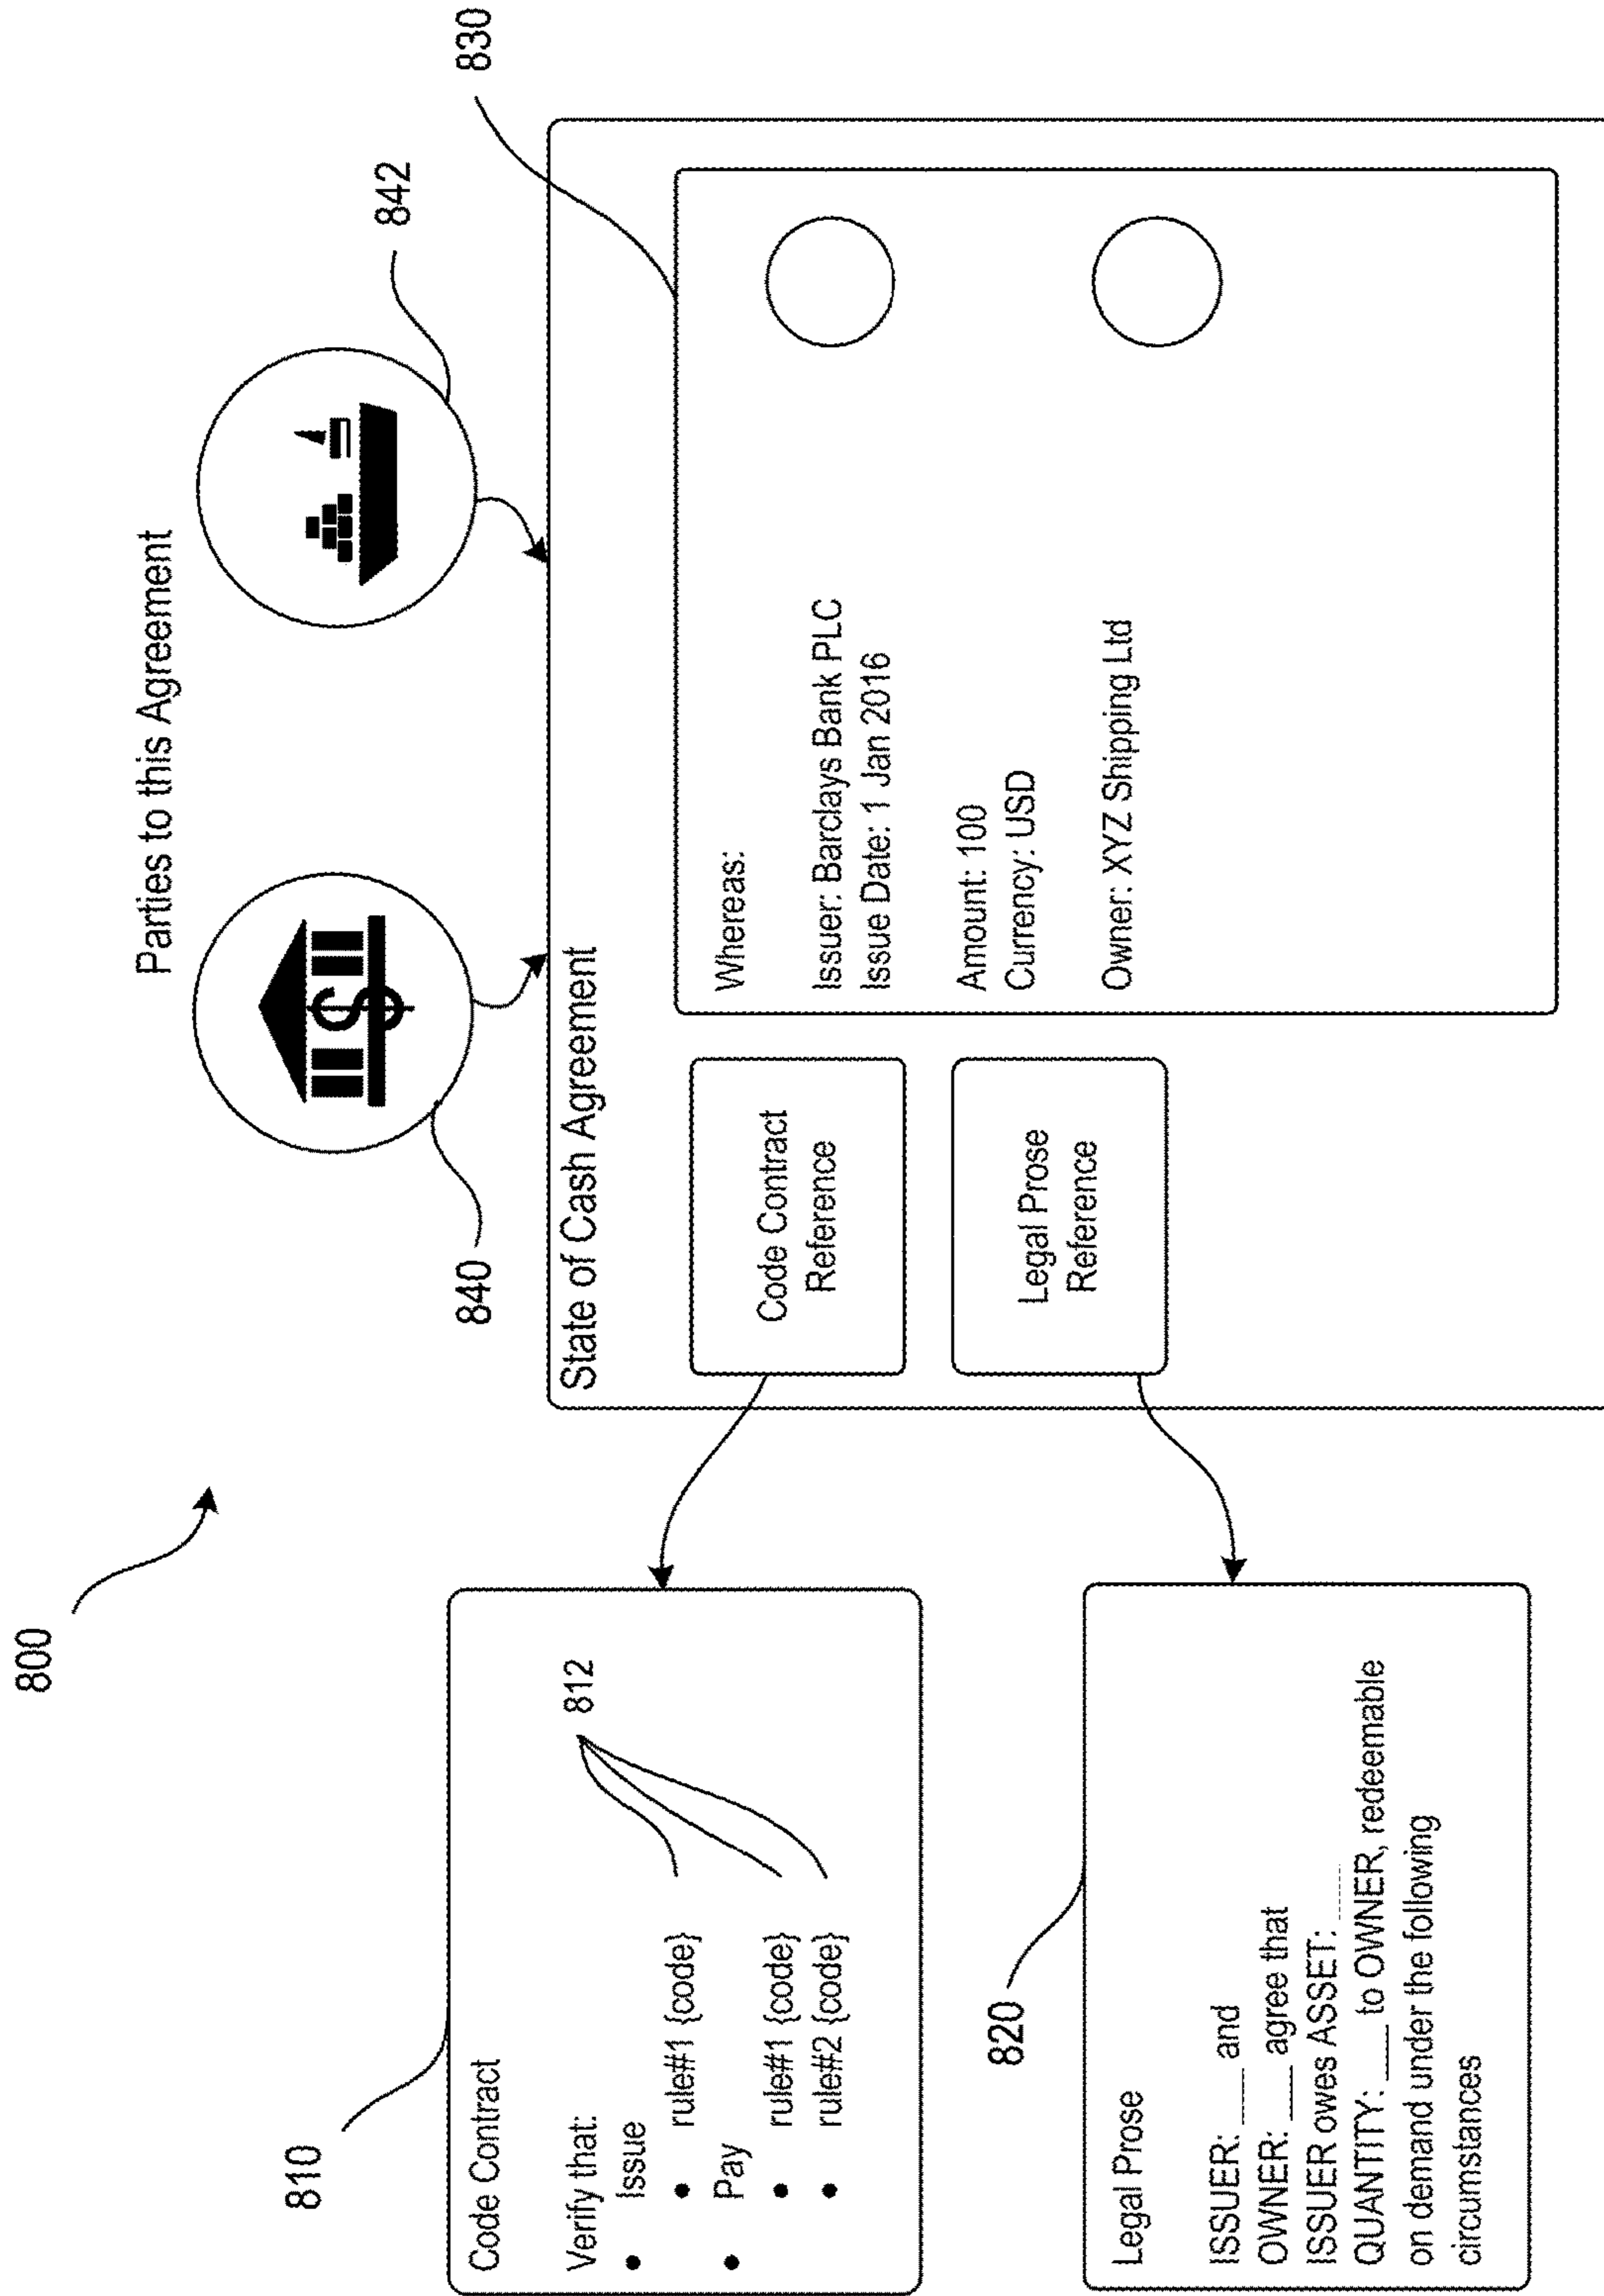 800
Parties to this Agreement
840
842
830
State of Cash Agreement
Code Contract
Reference
Legal Prose
Reference
Whereas:
Issuer: Barclays Bank PLC
Issue Date: 1 Jan 2016
Amount: 100
Currency: USD
Owner: XYZ Shipping Ltd
810
Code Contract
Verify that:
• Issue
• rule#1 {code}
• Pay
• rule#1 {code}
• rule#2 {code}
812
820
Legal Prose
ISSUER: ___ and
OWNER: ___ agree that
ISSUER owes ASSET: ___
QUANTITY: ___ to OWNER, redeemable
on demand under the following
circumstances